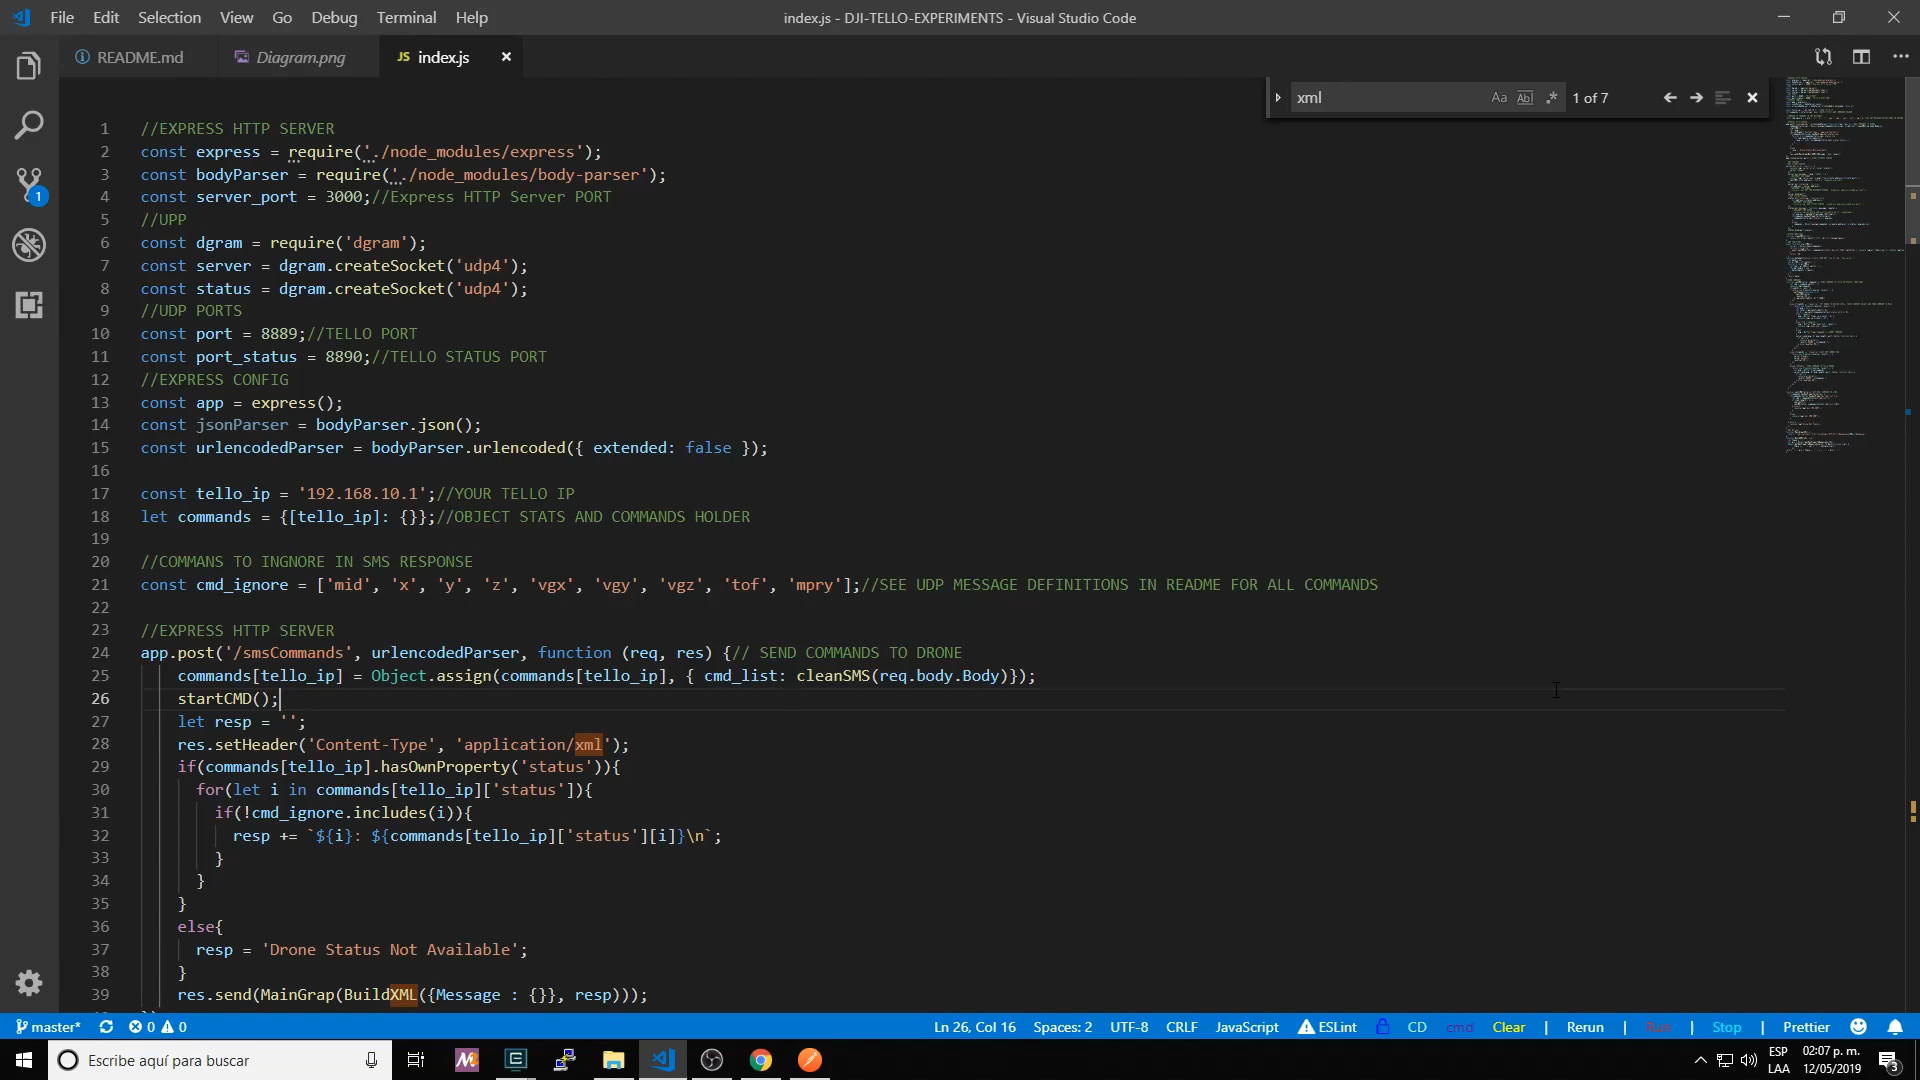 File Edit Selection View Go Debug Terminal Help
index.js - DJI-TELLO-EXPERIMENTS - Visual Studio Code
README.md
Diagram.png
JS index.js
xml
Aa Abl .* 1 of 7
1 //EXPRESS HTTP SERVER
2 const express = require('./node_modules/express');
3 const bodyParser = require('./node_modules/body-parser');
4 const server_port = 3000;//Express HTTP Server PORT
5 //UPP
6 const dgram = require('dgram');
7 const server = dgram.createSocket('udp4');
8 const status = dgram.createSocket('udp4');
9 //UDP PORTS
10 const port = 8889;//TELLO PORT
11 const port_status = 8890;//TELLO STATUS PORT
12 //EXPRESS CONFIG
13 const app = express();
14 const jsonParser = bodyParser.json();
15 const urlencodedParser = bodyParser.urlencoded({ extended: false });
16
17 const tello_ip = '192.168.10.1';//YOUR TELLO IP
18 let commands = {[tello_ip]: {}};//OBJECT STATS AND COMMANDS HOLDER
19
20 //COMMANS TO INGNORE IN SMS RESPONSE
21 const cmd_ignore = ['mid', 'x', 'y', 'z', 'vgx', 'vgy', 'vgz', 'tof', 'mpry'];//SEE UDP MESSAGE DEFINITIONS IN README FOR ALL COMMANDS
22
23 //EXPRESS HTTP SERVER
24 app.post('/smsCommands', urlencodedParser, function (req, res) {// SEND COMMANDS TO DRONE
25 commands[tello_ip] = Object.assign(commands[tello_ip], { cmd_list: cleanSMS(req.body.Body)});
26 startCMD();
27 let resp = '';
28 res.setHeader('Content-Type', 'application/xml');
29 if(commands[tello_ip].hasOwnProperty('status')){
30 for(let i in commands[tello_ip]['status']){
31 if(!cmd_ignore.includes(i)){
32 resp += `${i}: ${commands[tello_ip]['status'][i]}\n`;
33 }
34 }
35 }
36 else{
37 resp = 'Drone Status Not Available';
38 }
39 res.send(MainGrap(BuildXML({Message : {}}, resp)));
1
master* 0 0 Ln 26, Col 16 Spaces: 2 UTF-8 CRLF JavaScript ESLint CD cmd Clear | Rerun | Run | Stop | Prettier
Escribe aquí para buscar
ESP
LAA
02:07 p. m.
12/05/2019
3